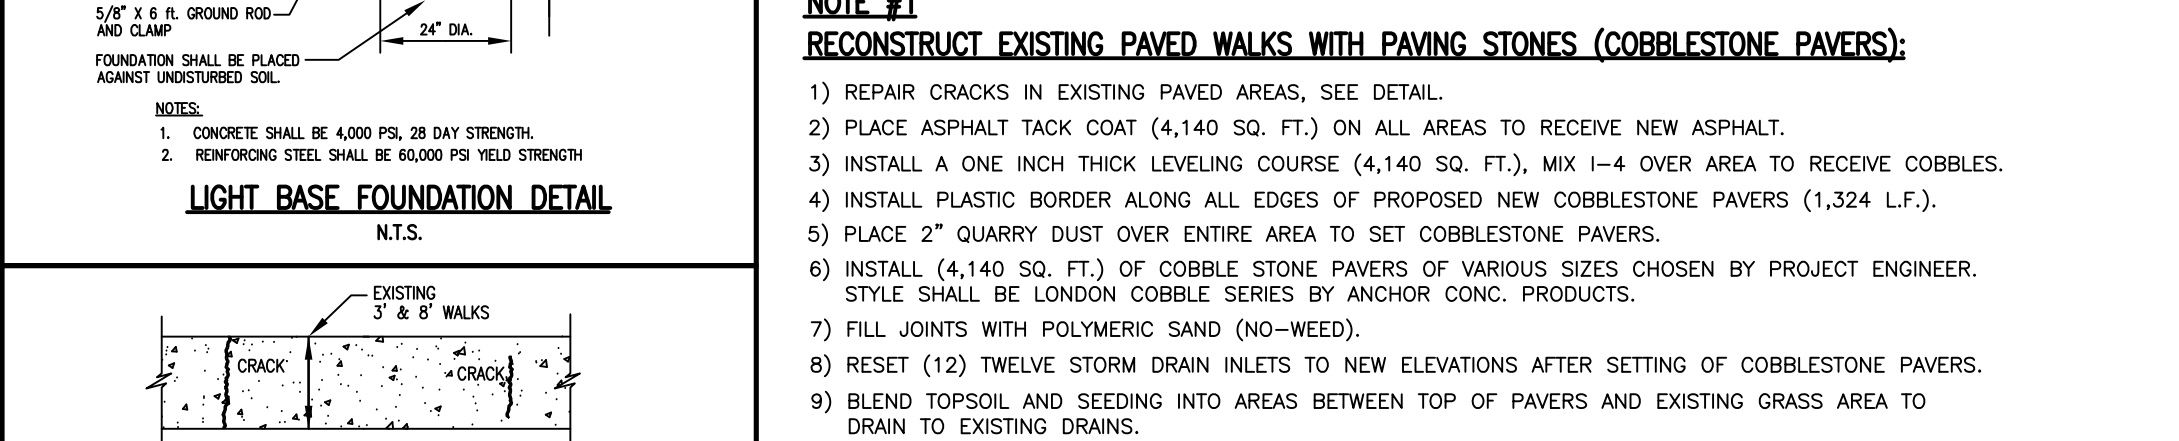 5/8" X 6 ft. GROUND ROD
AND CLAMP
24" DIA.
FOUNDATION SHALL BE PLACED
AGAINST UNDISTURBED SOIL.
NOTES:
1. CONCRETE SHALL BE 4,000 PSI, 28 DAY STRENGTH.
2. REINFORCING STEEL SHALL BE 60,000 PSI YIELD STRENGTH
LIGHT BASE FOUNDATION DETAIL
N.T.S.
EXISTING
3' & 8' WALKS
CRACK
CRACK
NOTE #1
RECONSTRUCT EXISTING PAVED WALKS WITH PAVING STONES (COBBLESTONE PAVERS):
1) REPAIR CRACKS IN EXISTING PAVED AREAS, SEE DETAIL.
2) PLACE ASPHALT TACK COAT (4,140 SQ. FT.) ON ALL AREAS TO RECEIVE NEW ASPHALT.
3) INSTALL A ONE INCH THICK LEVELING COURSE (4,140 SQ. FT.), MIX I-4 OVER AREA TO RECEIVE COBBLES.
4) INSTALL PLASTIC BORDER ALONG ALL EDGES OF PROPOSED NEW COBBLESTONE PAVERS (1,324 L.F.).
5) PLACE 2" QUARRY DUST OVER ENTIRE AREA TO SET COBBLESTONE PAVERS.
6) INSTALL (4,140 SQ. FT.) OF COBBLE STONE PAVERS OF VARIOUS SIZES CHOSEN BY PROJECT ENGINEER.
STYLE SHALL BE LONDON COBBLE SERIES BY ANCHOR CONC. PRODUCTS.
7) FILL JOINTS WITH POLYMERIC SAND (NO-WEED).
8) RESET (12) TWELVE STORM DRAIN INLETS TO NEW ELEVATIONS AFTER SETTING OF COBBLESTONE PAVERS.
9) BLEND TOPSOIL AND SEEDING INTO AREAS BETWEEN TOP OF PAVERS AND EXISTING GRASS AREA TO
DRAIN TO EXISTING DRAINS.